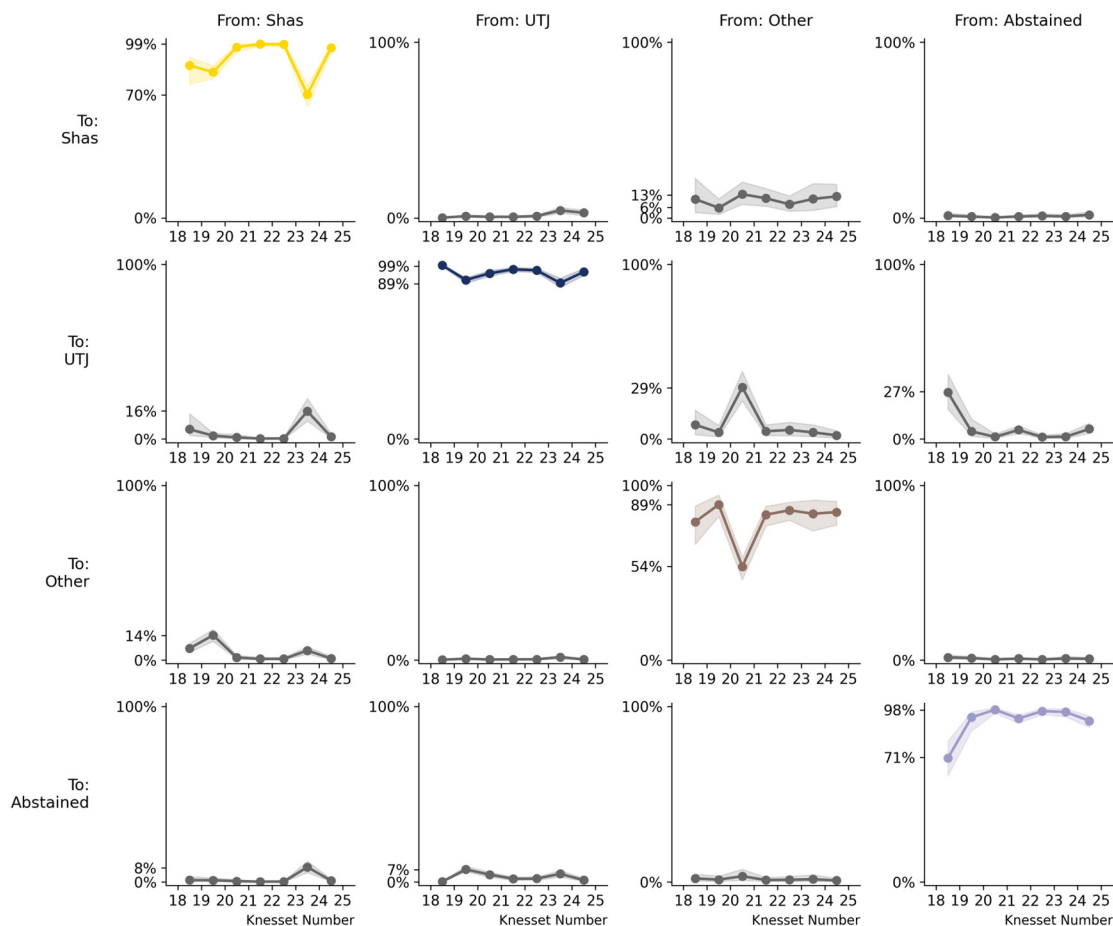 From: Shas From: UTJ From: Other From: Abstained
99% 100% 100% 100%
70%
To:
Shas
13%
6%
0% 0% 0% 0%
18 19 20 21 22 23 24 25 18 19 20 21 22 23 24 25 18 19 20 21 22 23 24 25 18 19 20 21 22 23 24 25
100% 99% 100% 100%
89%
To:
UTJ
16% 29% 27%
0% 0% 0% 0%
18 19 20 21 22 23 24 25 18 19 20 21 22 23 24 25 18 19 20 21 22 23 24 25 18 19 20 21 22 23 24 25
100% 100% 100% 100%
89%
54%
To:
Other
14%
0% 0% 0% 0%
18 19 20 21 22 23 24 25 18 19 20 21 22 23 24 25 18 19 20 21 22 23 24 25 18 19 20 21 22 23 24 25
100% 100% 100% 98%
71%
To:
Abstained
8% 7%
0% 0% 0% 0%
18 19 20 21 22 23 24 25 18 19 20 21 22 23 24 25 18 19 20 21 22 23 24 25 18 19 20 21 22 23 24 25
Knesset Number Knesset Number Knesset Number Knesset Number